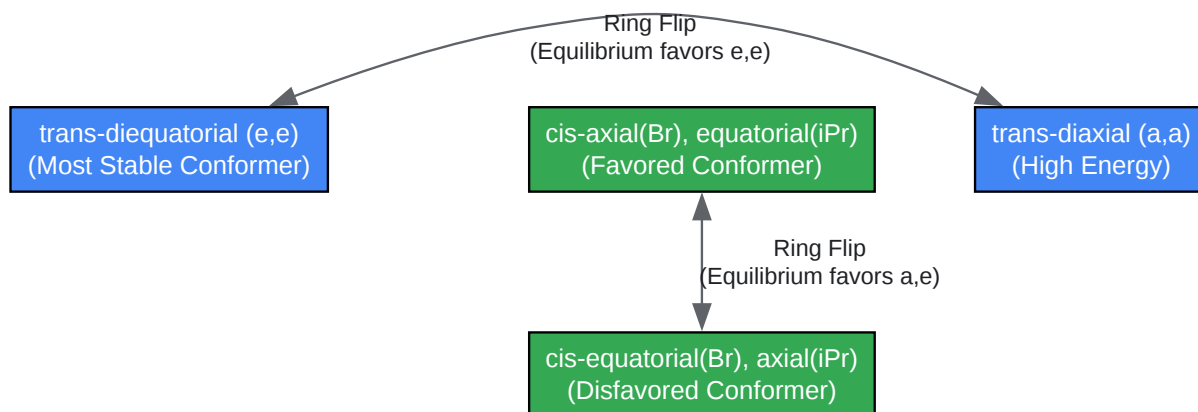 Ring Flip
(Equilibrium favors e,e)
trans-diequatorial (e,e)
(Most Stable Conformer)
cis-axial(Br), equatorial(iPr)
(Favored Conformer)
trans-diaxial (a,a)
(High Energy)
Ring Flip
(Equilibrium favors a,e)
cis-equatorial(Br), axial(iPr)
(Disfavored Conformer)